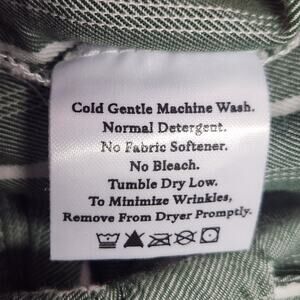 Cold Gentle Machine Wash.
Normal Detergent.
No Fabric Softener.
No Bleach.
Tumble Dry Low.
To Minimize Wrinkles,
Remove From Dryer Promptly.